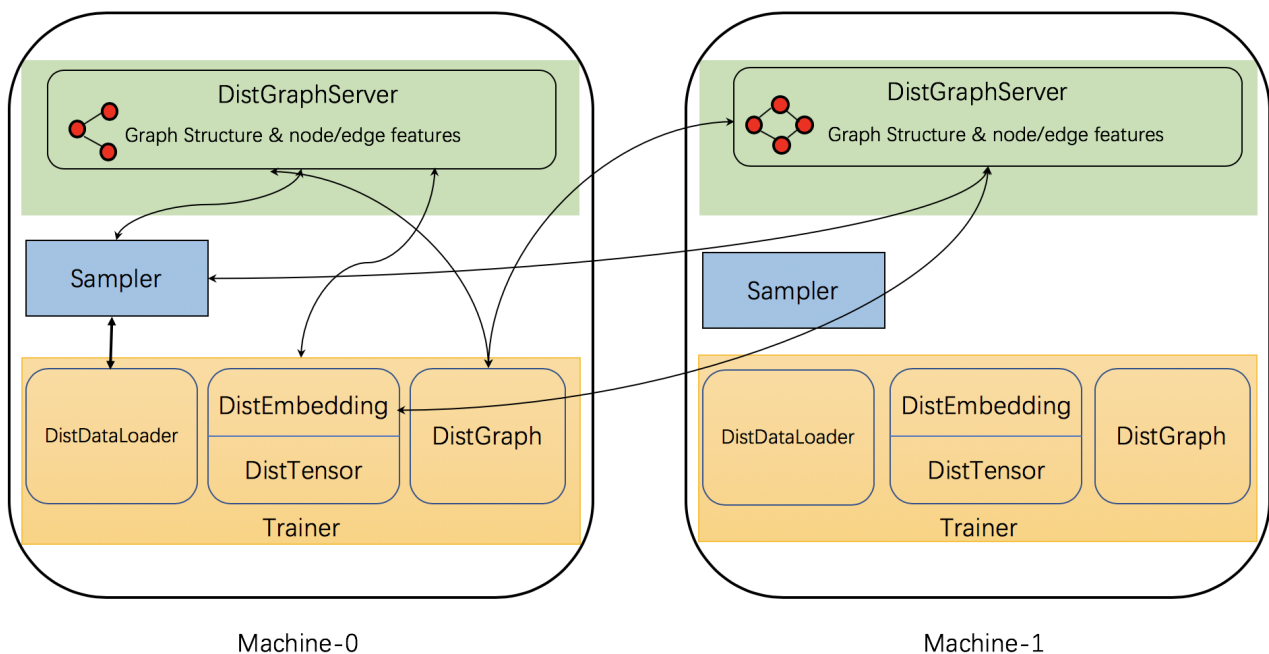 DistGraphServer
Graph Structure & node/edge features
Sampler
DistDataLoader
DistEmbedding
DistTensor
DistGraph
Trainer
Machine-0
DistGraphServer
Graph Structure & node/edge features
Sampler
DistDataLoader
DistEmbedding
DistTensor
DistGraph
Trainer
Machine-1